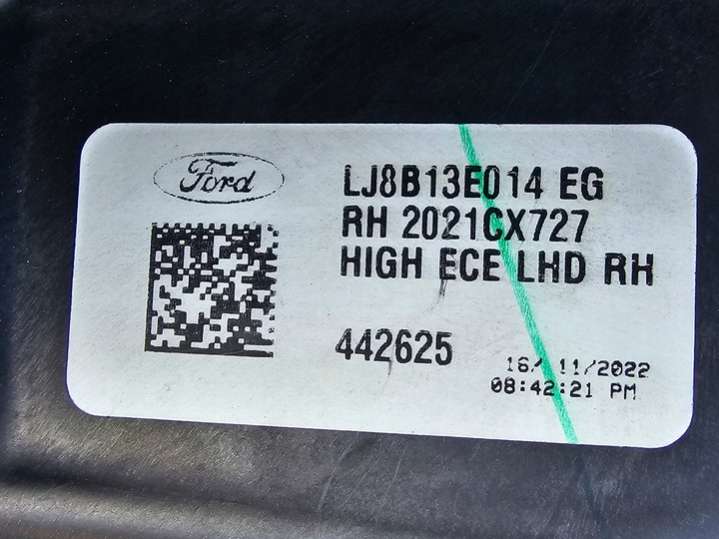 Ford
LJ8B13E014 EG
RH 2021CX727
HIGH ECE LHD RH
442625
16/ 11/2022
08:42:21 PM